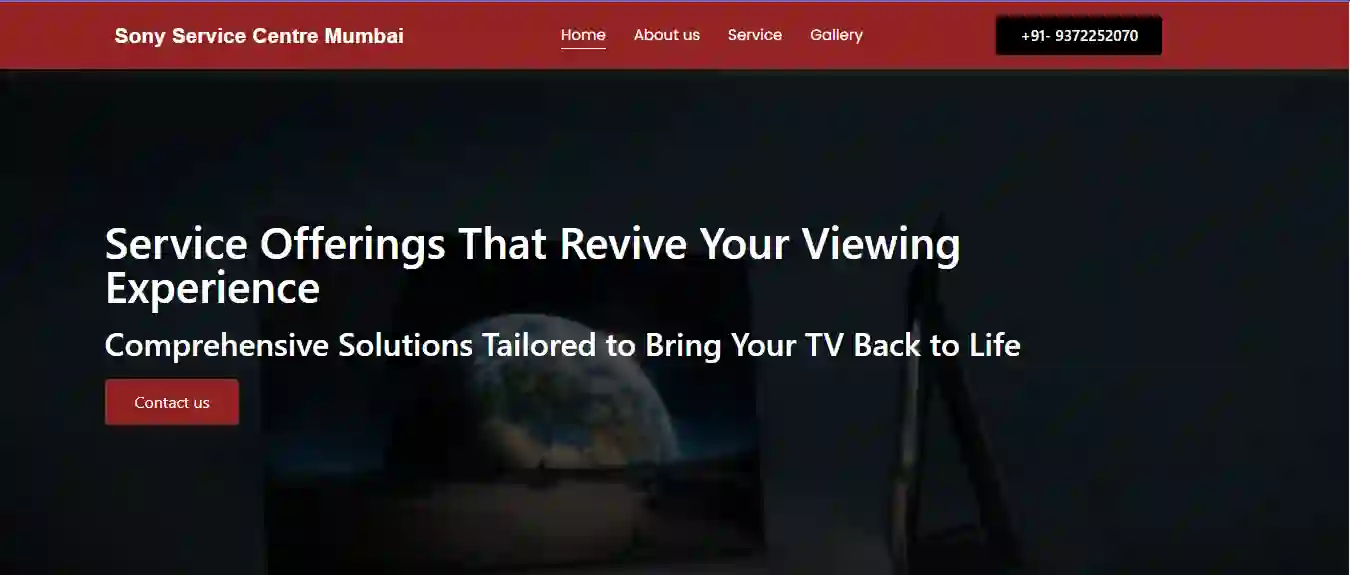 Sony Service Centre Mumbai
Home
About us
Service
Gallery
+91- 9372252070
Service Offerings That Revive Your Viewing
Experience
Comprehensive Solutions Tailored to Bring Your TV Back to Life
Contact us